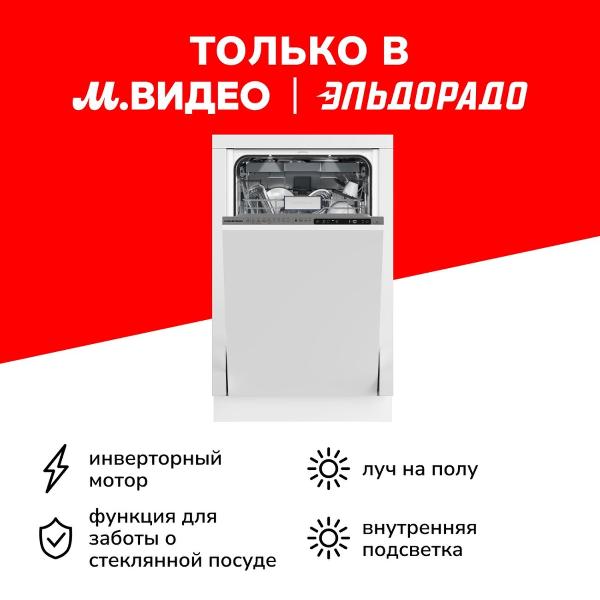 ТОЛЬКО В
М.ВИДЕО | ЭЛЬДОРАДО
инверторный
мотор
луч на полу
функция для
заботы о
стеклянной посуде
внутренняя
подсветка